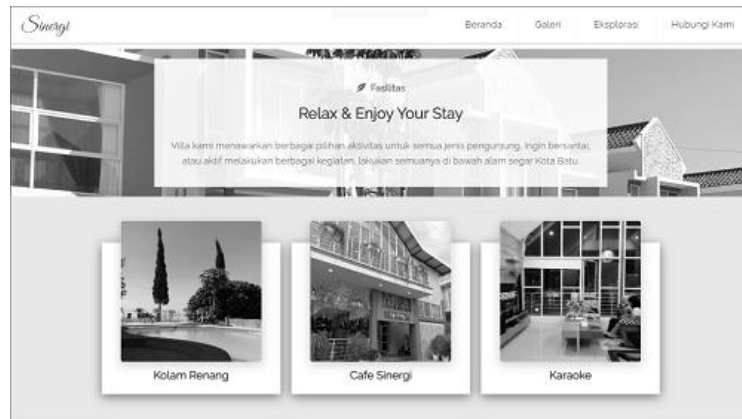 Sinergi
Beranda Galeri Eksplorasi Hubungi Kami
Fasilitas
Relax & Enjoy Your Stay
Villa kami menawarkan berbagai pilihan aktivitas untuk semua jenis pengunjung. Ingin bersantai,
atau aktif melakukan berbagai kegiatan, lakukan semuanya di bawah alam segar Kota Batu.
Kolam Renang Cafe Sinergi Karaoke